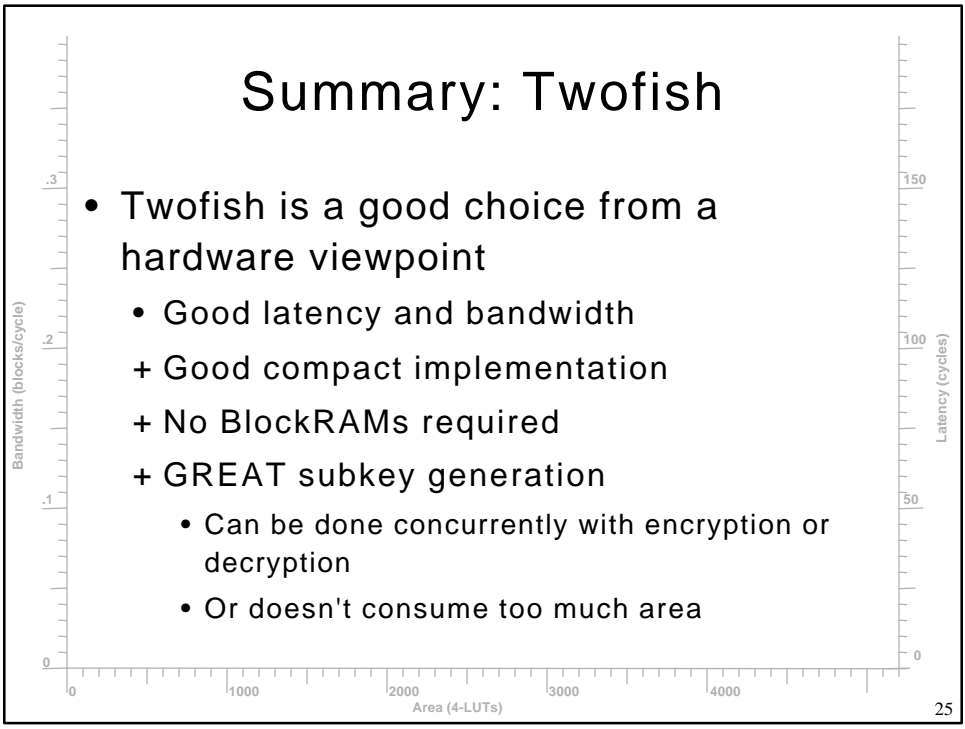 Summary: Twofish
• Twofish is a good choice from a
hardware viewpoint
• Good latency and bandwidth
+ Good compact implementation
+ No BlockRAMs required
+ GREAT subkey generation
• Can be done concurrently with encryption or
decryption
• Or doesn't consume too much area
Bandwidth (blocks/cycle)
.3
.2
.1
0
150
100
50
0
Latency (cycles)
0 1000 2000 3000 4000
Area (4-LUTs)
25